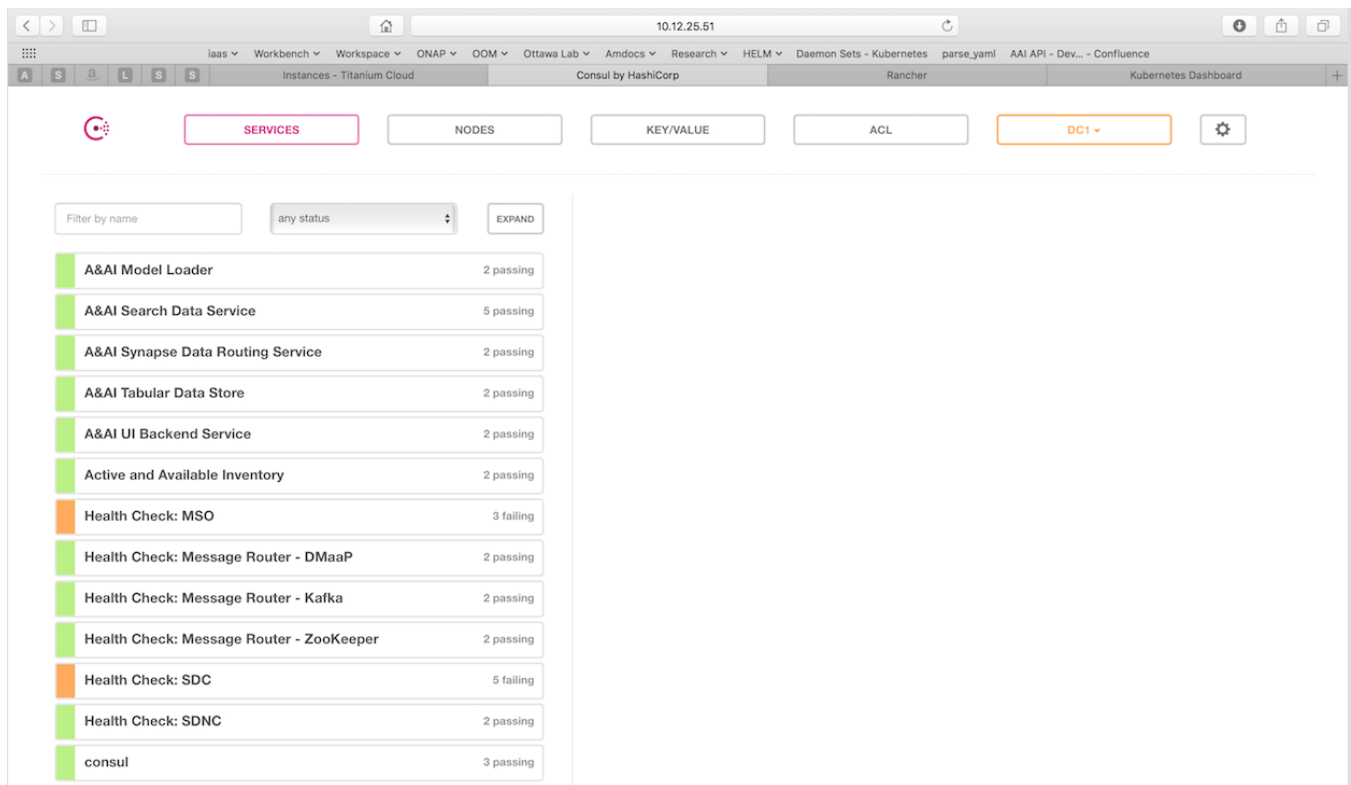 10.12.25.51
iaas Workbench Workspace ONAP OOM Ottawa Lab Amdocs Research HELM Daemon Sets - Kubernetes parse_yaml AAI API - Dev... - Confluence
A S a L S S Instances - Titanium Cloud Consul by HashiCorp Rancher Kubernetes Dashboard +
SERVICES NODES KEY/VALUE ACL DC1
Filter by name any status EXPAND
A&AI Model Loader 2 passing
A&AI Search Data Service 5 passing
A&AI Synapse Data Routing Service 2 passing
A&AI Tabular Data Store 2 passing
A&AI UI Backend Service 2 passing
Active and Available Inventory 2 passing
Health Check: MSO 3 failing
Health Check: Message Router - DMaaP 2 passing
Health Check: Message Router - Kafka 2 passing
Health Check: Message Router - ZooKeeper 2 passing
Health Check: SDC 5 failing
Health Check: SDNC 2 passing
consul 3 passing